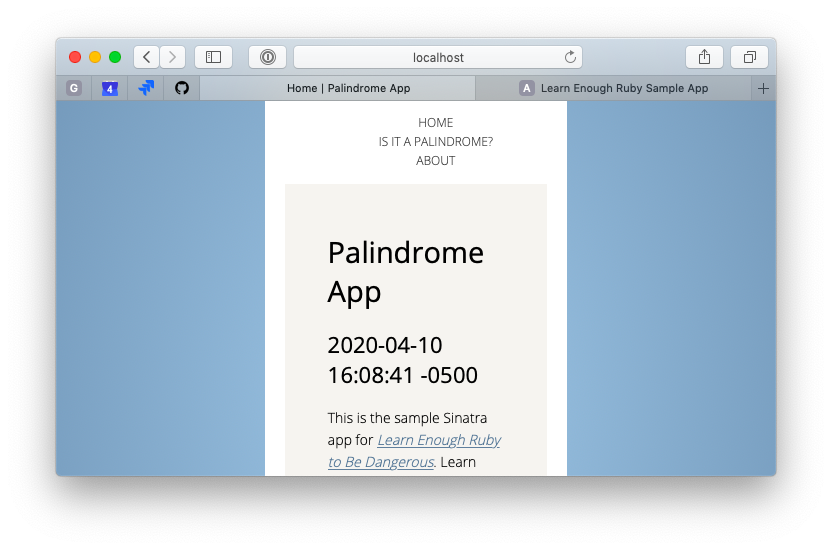 localhost
G
4
Home | Palindrome App
A
Learn Enough Ruby Sample App
HOME
IS IT A PALINDROME?
ABOUT
Palindrome
App
2020-04-10
16:08:41 -0500
This is the sample Sinatra
app for Learn Enough Ruby
to Be Dangerous. Learn